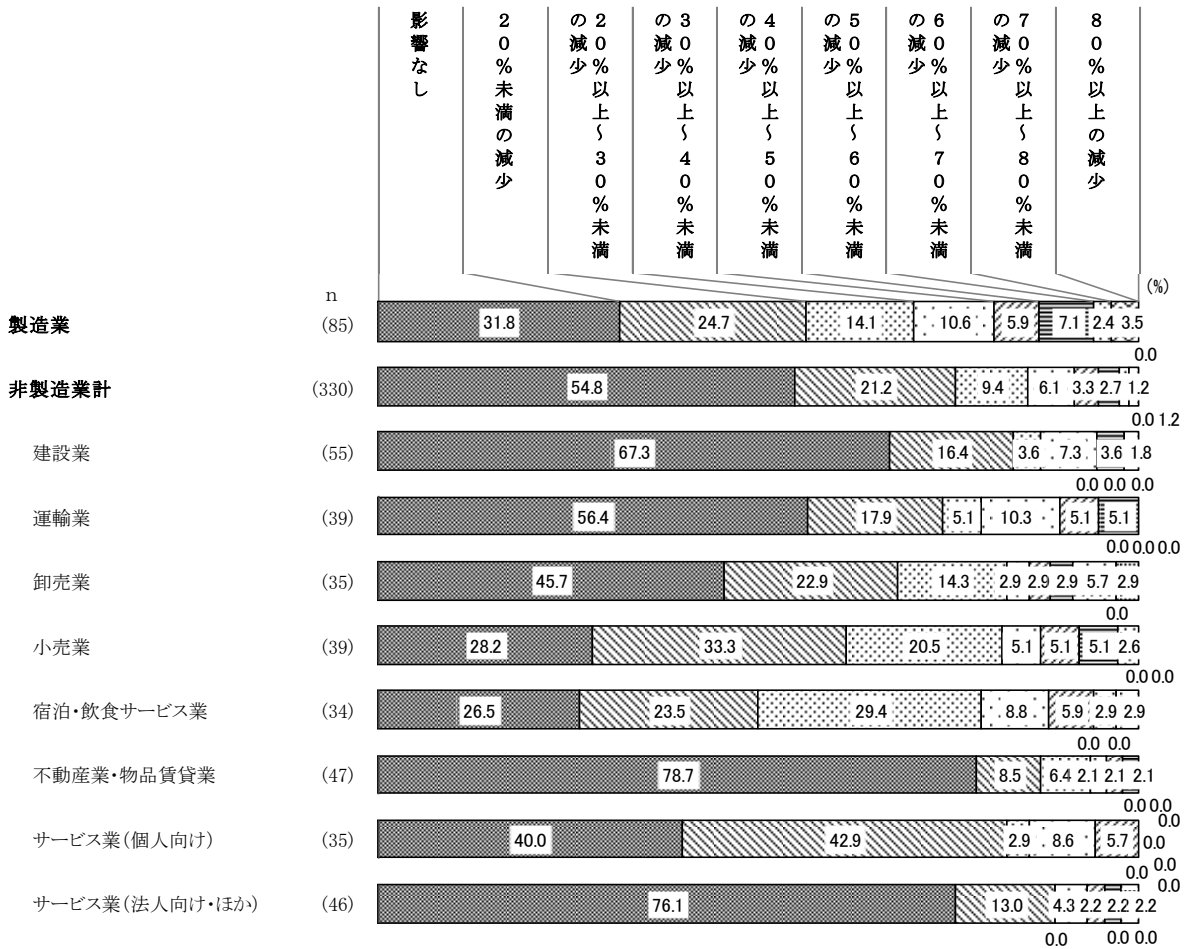 影響なし
20%未満の減少
20%以上～30%未満の減少
30%以上～40%未満の減少
40%以上～50%未満の減少
50%以上～60%未満の減少
60%以上～70%未満の減少
70%以上～80%未満の減少
80%以上の減少
(%)
n
製造業 (85) 31.8 24.7 14.1 10.6 5.9 7.1 2.4 3.5
0.0
非製造業計 (330) 54.8 21.2 9.4 6.1 3.3 2.7 1.2
0.0 1.2
建設業 (55) 67.3 16.4 3.6 7.3 3.6 1.8
0.0 0.0 0.0
運輸業 (39) 56.4 17.9 5.1 10.3 5.1 5.1
0.0 0.0 0.0
卸売業 (35) 45.7 22.9 14.3 2.9 2.9 2.9 5.7 2.9
0.0
小売業 (39) 28.2 33.3 20.5 5.1 5.1 5.1 2.6
0.0 0.0
宿泊・飲食サービス業 (34) 26.5 23.5 29.4 8.8 5.9 2.9 2.9
0.0 0.0
不動産業・物品賃貸業 (47) 78.7 8.5 6.4 2.1 2.1 2.1
0.0 0.0
0.0
サービス業(個人向け) (35) 40.0 42.9 2.9 8.6 5.7 0.0
0.0 0.0
0.0
サービス業(法人向け・ほか) (46) 76.1 13.0 4.3 2.2 2.2 2.2
0.0 0.0 0.0